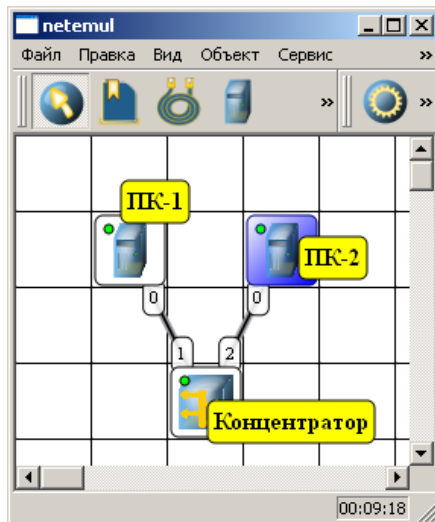 netemul
Файл Правка Вид Объект Сервис »
» »
ПК-1
ПК-2
0 0
1 2
Концентратор
00:09:18